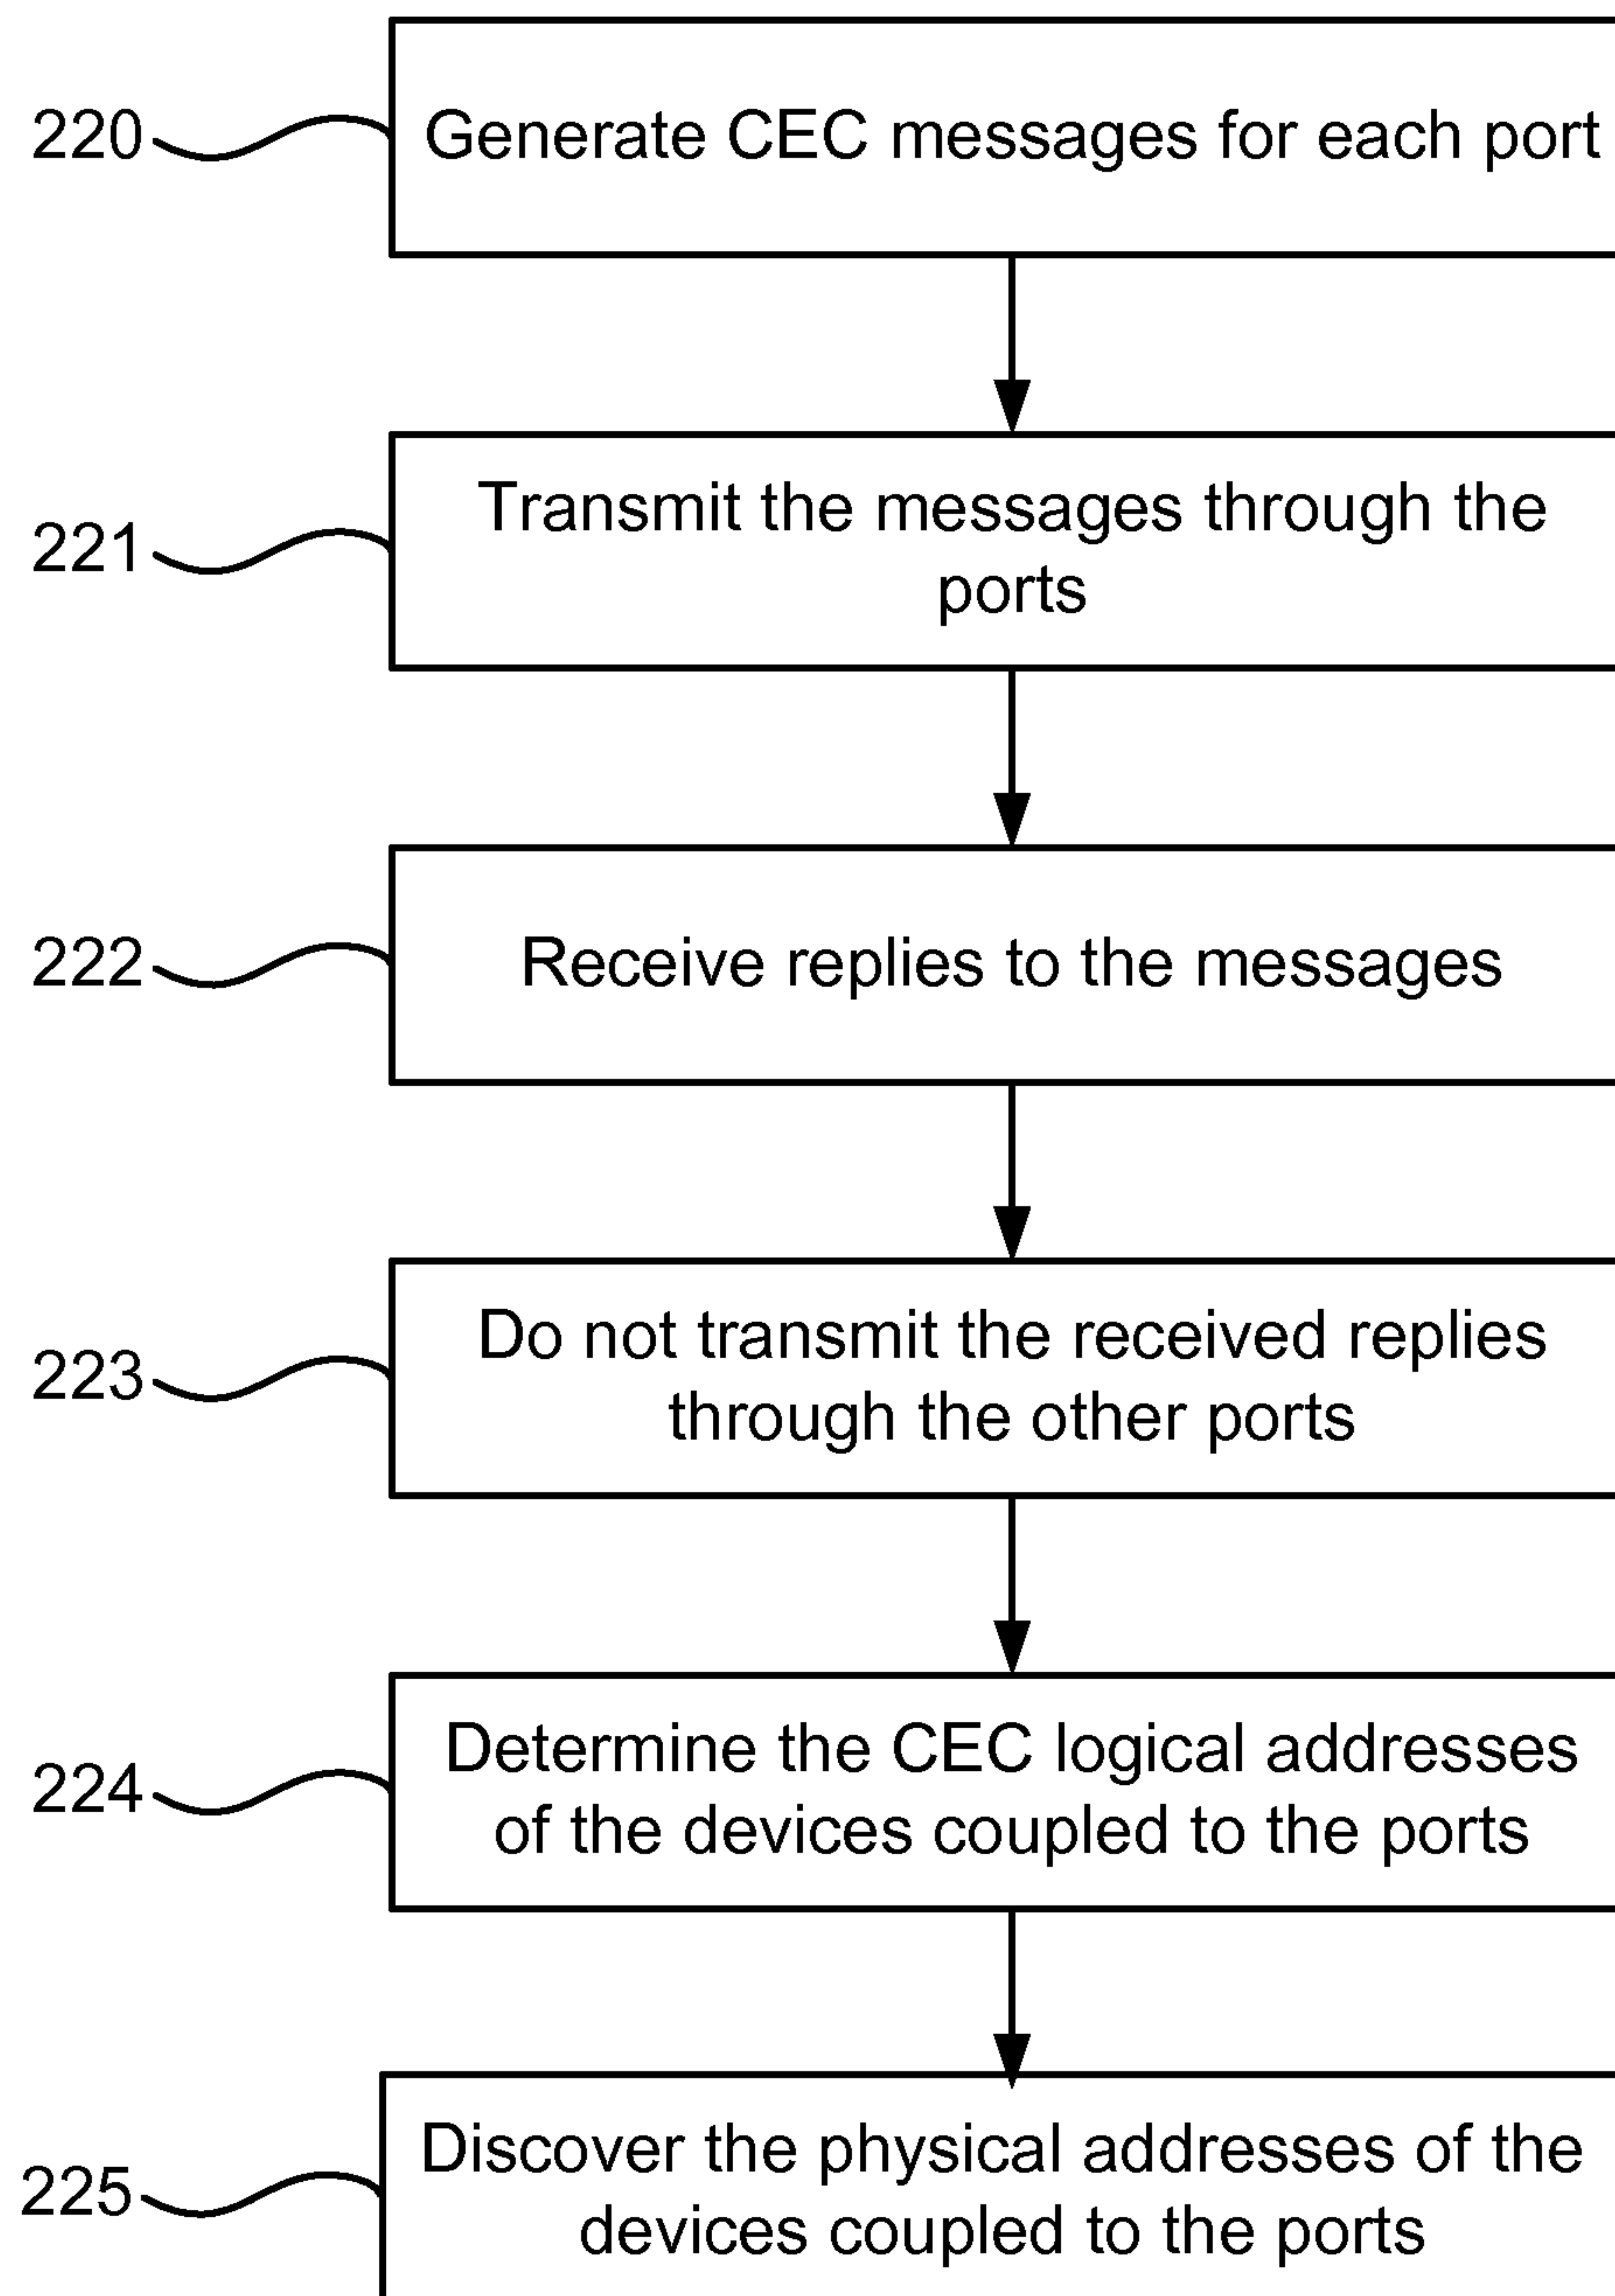 220
Generate CEC messages for each port
221
Transmit the messages through the
ports
222
Receive replies to the messages
223
Do not transmit the received replies
through the other ports
224
Determine the CEC logical addresses
of the devices coupled to the ports
225
Discover the physical addresses of the
devices coupled to the ports